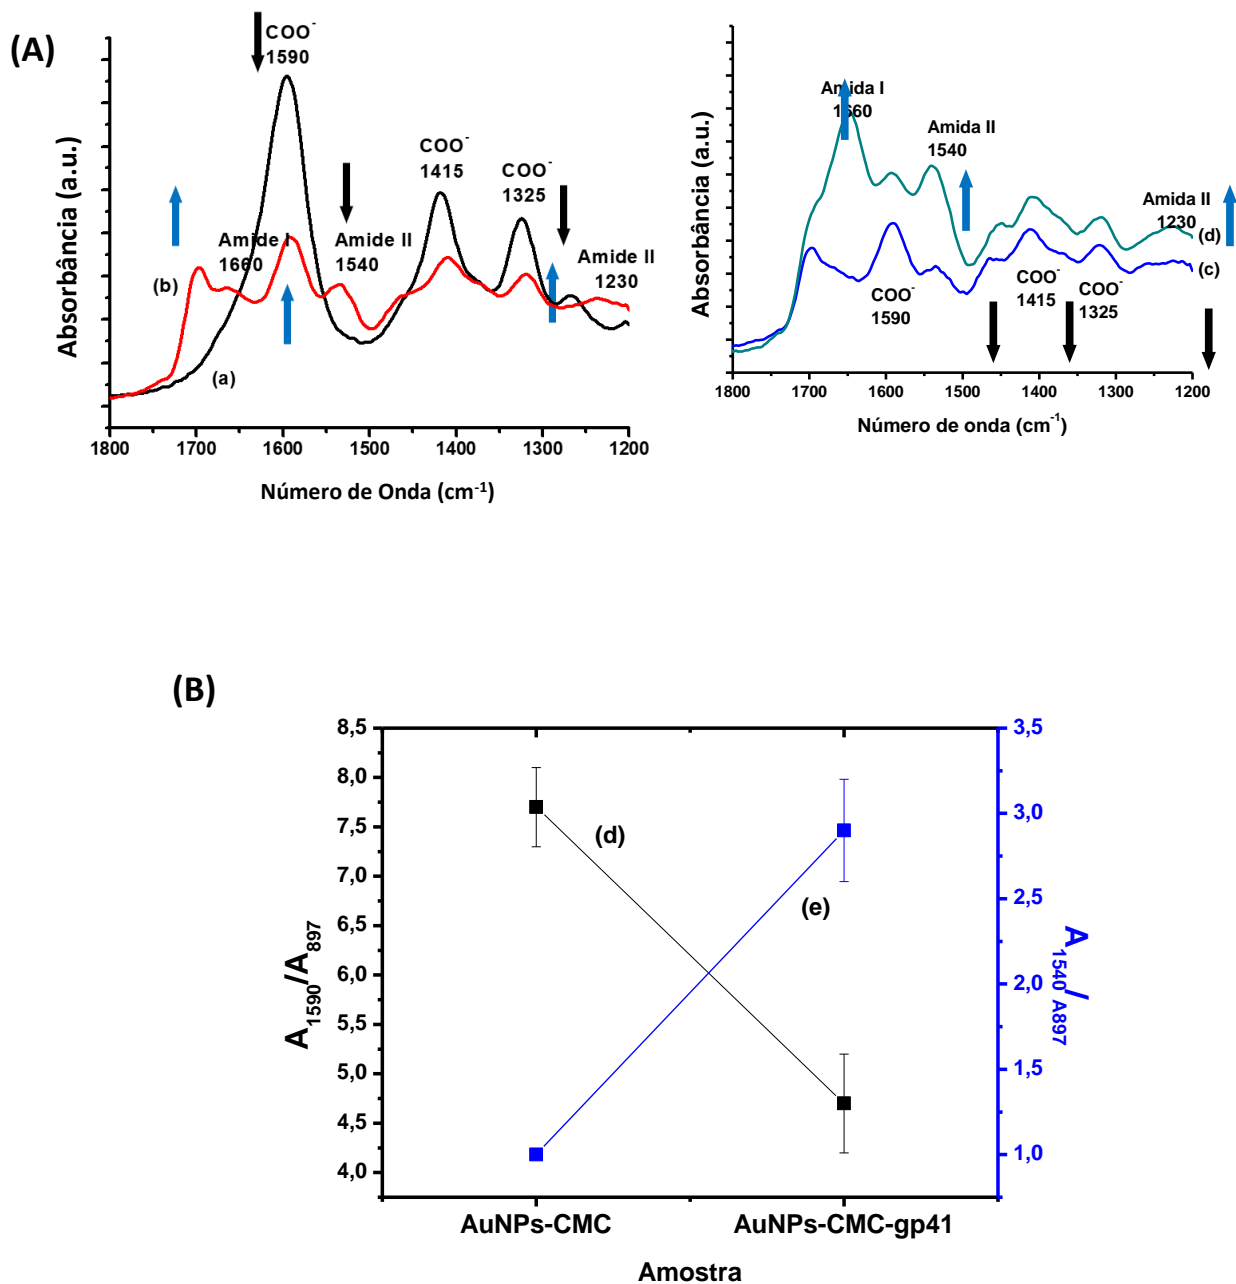 (A)
COO⁻
1590
COO⁻
1415
COO⁻
1325
Amide I
1660
Amide II
1540
Amide II
1230
(b)
(a)
Absorbância (a.u.)
1800 1700 1600 1500 1400 1300 1200
Número de Onda (cm⁻¹)
Amida I
1660
Amida II
1540
Amida II
1230
(d)
(c)
COO⁻
1590
COO⁻
1415
COO⁻
1325
Absorbância (a.u.)
1800 1700 1600 1500 1400 1300 1200
Número de onda (cm⁻¹)
(B)
8,5
8,0
7,5
7,0
6,5
6,0
5,5
5,0
4,5
4,0
A₁₅₉₀/A₈₉₇
(d)
(e)
3,5
3,0
2,5
2,0
1,5
1,0
A₁₅₄₀/A897
AuNPs-CMC AuNPs-CMC-gp41
Amostra